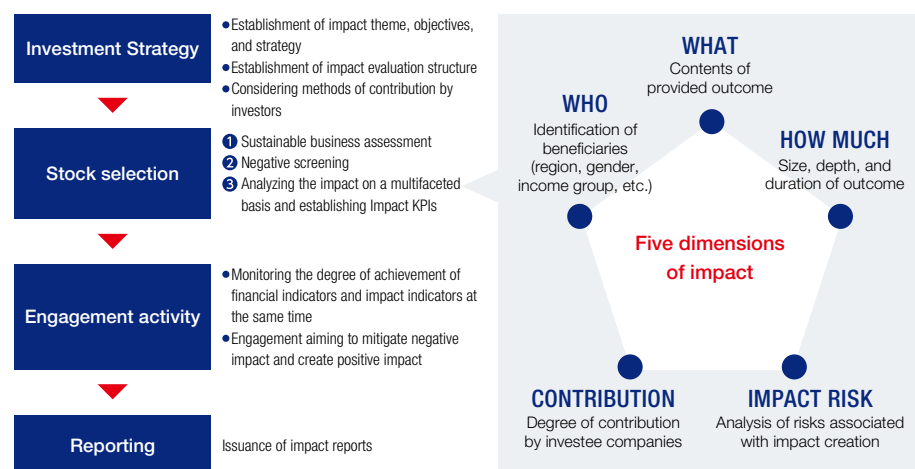 Investment Strategy
●Establishment of impact theme, objectives,
and strategy
●Establishment of impact evaluation structure
●Considering methods of contribution by
investors
Stock selection
❶ Sustainable business assessment
❷ Negative screening
❸ Analyzing the impact on a multifaceted
basis and establishing Impact KPIs
Engagement activity
●Monitoring the degree of achievement of
financial indicators and impact indicators at
the same time
●Engagement aiming to mitigate negative
impact and create positive impact
Reporting
Issuance of impact reports
WHAT
Contents of
provided outcome
WHO
Identification of
beneficiaries
(region, gender,
income group, etc.)
HOW MUCH
Size, depth, and
duration of outcome
Five dimensions
of impact
CONTRIBUTION
Degree of contribution
by investee companies
IMPACT RISK
Analysis of risks associated
with impact creation